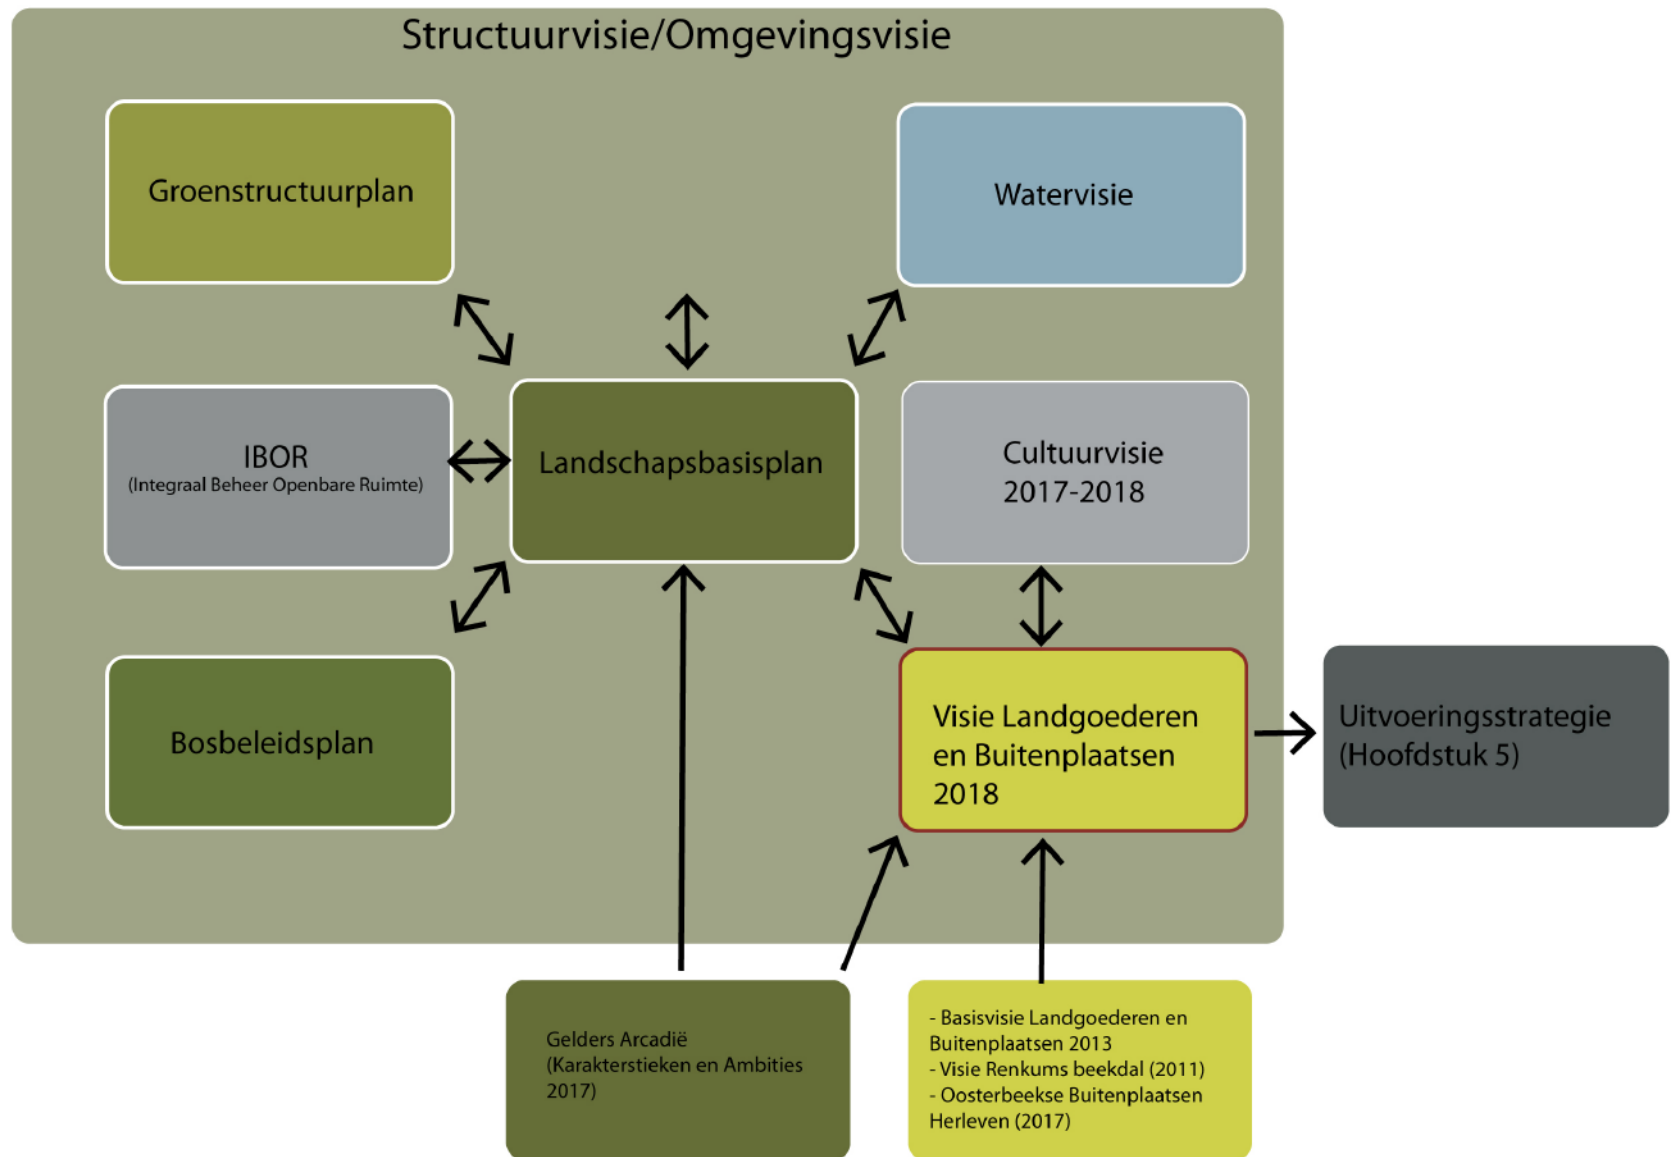 Structuurvisie/Omgevingsvisie
Groenstructuurplan
Watervisie
IBOR
(Integraal Beheer Openbare Ruimte)
Landschapsbasisplan
Cultuurvisie
2017-2018
Bosbeleidsplan
Visie Landgoederen
en Buitenplaatsen
2018
Uitvoeringsstrategie
(Hoofdstuk 5)
Gelders Arcadië
(Karakterstieken en Ambities
2017)
- Basisvisie Landgoederen en
Buitenplaatsen 2013
- Visie Renkums beekdal (2011)
- Oosterbeekse Buitenplaatsen
Herleven (2017)